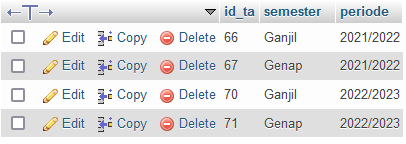 id_ta semester periode
Edit Copy Delete 66 Ganjil 2021/2022
Edit Copy Delete 67 Genap 2021/2022
Edit Copy Delete 70 Ganjil 2022/2023
Edit Copy Delete 71 Genap 2022/2023